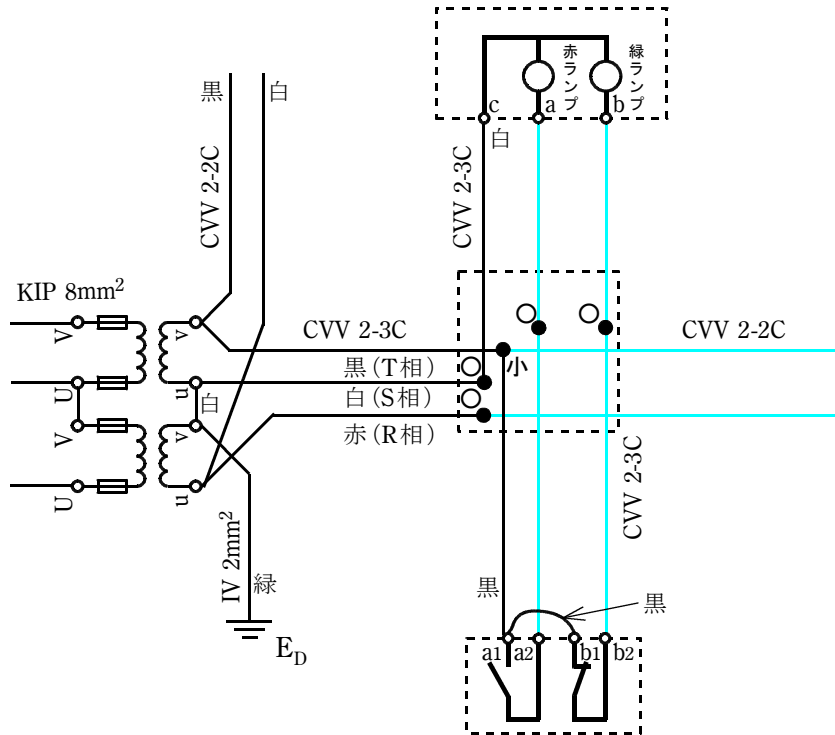 赤ランプ
緑ランプ
c
a
b
白
黒
白
CVV 2-2C
CVV 2-3C
KIP 8mm²
V
v
CVV 2-3C
CVV 2-2C
小
黒(T相)
U
u
白
白(S相)
V
v
赤(R相)
CVV 2-3C
U
u
IV 2mm²
緑
黒
黒
E_D
a1
a2
b1
b2